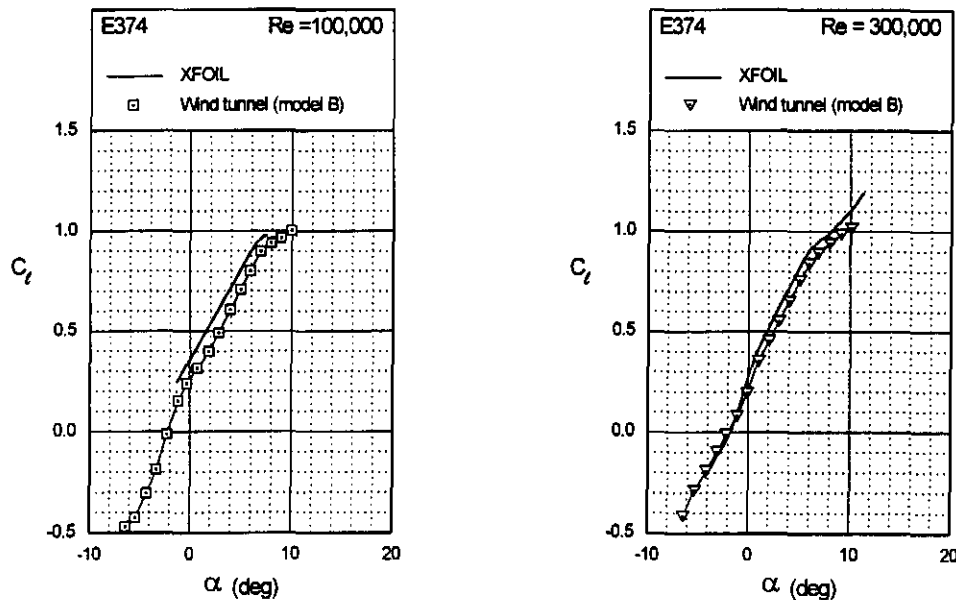 E374 Re =100,000
XFOIL
Wind tunnel (model B)
1.5
1.0
Cℓ
0.5
0.0
-0.5
-10 0 10 20
α (deg)
E374 Re = 300,000
XFOIL
Wind tunnel (model B)
1.5
1.0
Cℓ
0.5
0.0
-0.5
-10 0 10 20
α (deg)